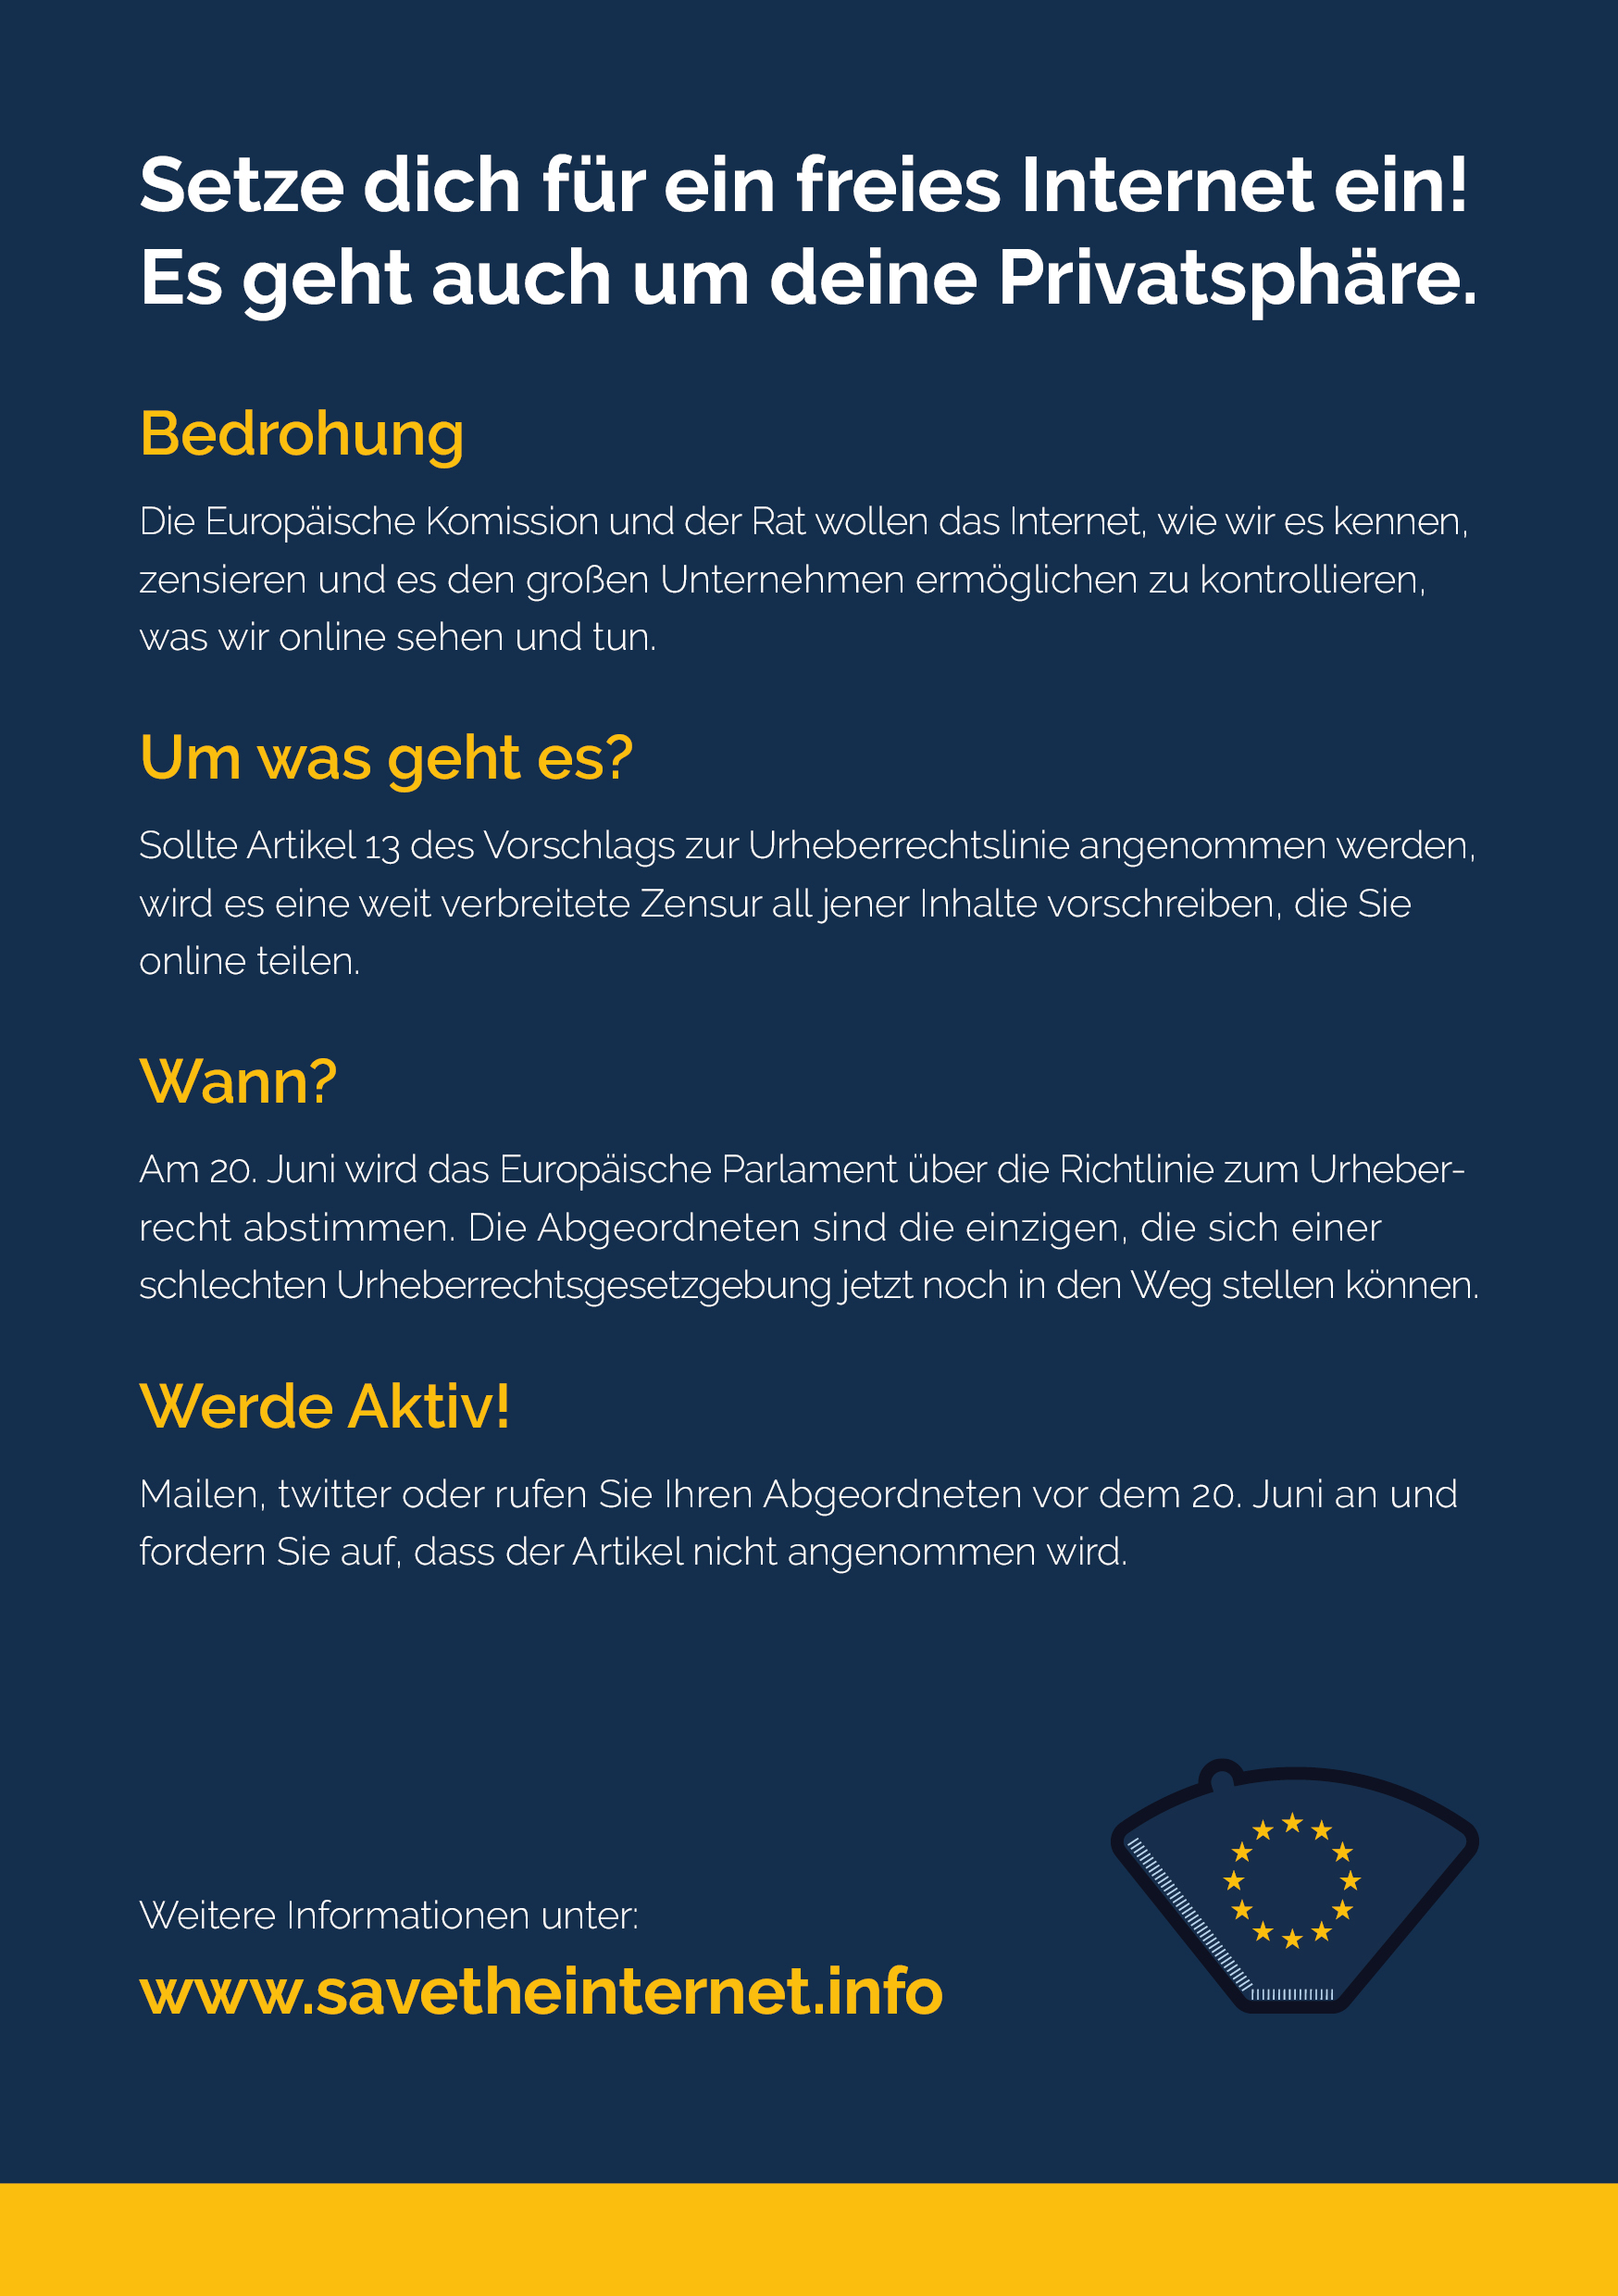 Setze dich für ein freies Internet ein!
Es geht auch um deine Privatsphäre.
Bedrohung
Die Europäische Komission und der Rat wollen das Internet, wie wir es kennen,
zensieren und es den großen Unternehmen ermöglichen zu kontrollieren,
was wir online sehen und tun.
Um was geht es?
Sollte Artikel 13 des Vorschlags zur Urheberrechtslinie angenommen werden,
wird es eine weit verbreitete Zensur all jener Inhalte vorschreiben, die Sie
online teilen.
Wann?
Am 20. Juni wird das Europäische Parlament über die Richtlinie zum Urheber-
recht abstimmen. Die Abgeordneten sind die einzigen, die sich einer
schlechten Urheberrechtsgesetzgebung jetzt noch in den Weg stellen können.
Werde Aktiv!
Mailen, twitter oder rufen Sie Ihren Abgeordneten vor dem 20. Juni an und
fordern Sie auf, dass der Artikel nicht angenommen wird.
Weitere Informationen unter:
www.savetheinternet.info